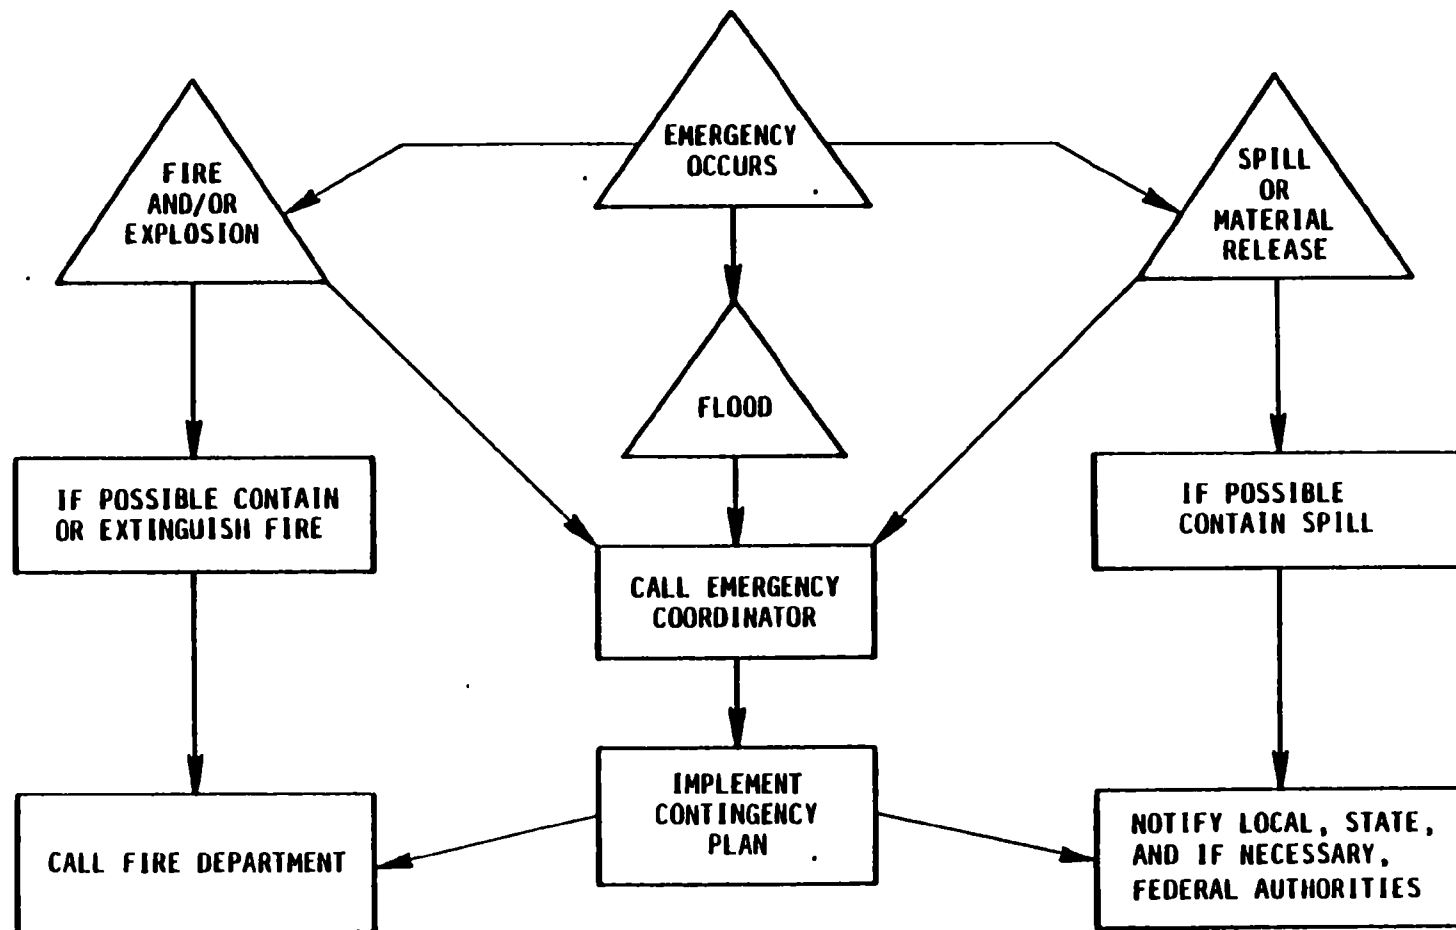 EMERGENCY
OCCURS
FIRE
AND/OR
EXPLOSION
SPILL
OR
MATERIAL
RELEASE
FLOOD
IF POSSIBLE CONTAIN
OR EXTINGUISH FIRE
IF POSSIBLE
CONTAIN SPILL
CALL EMERGENCY
COORDINATOR
IMPLEMENT
CONTINGENCY
PLAN
CALL FIRE DEPARTMENT
NOTIFY LOCAL, STATE,
AND IF NECESSARY,
FEDERAL AUTHORITIES